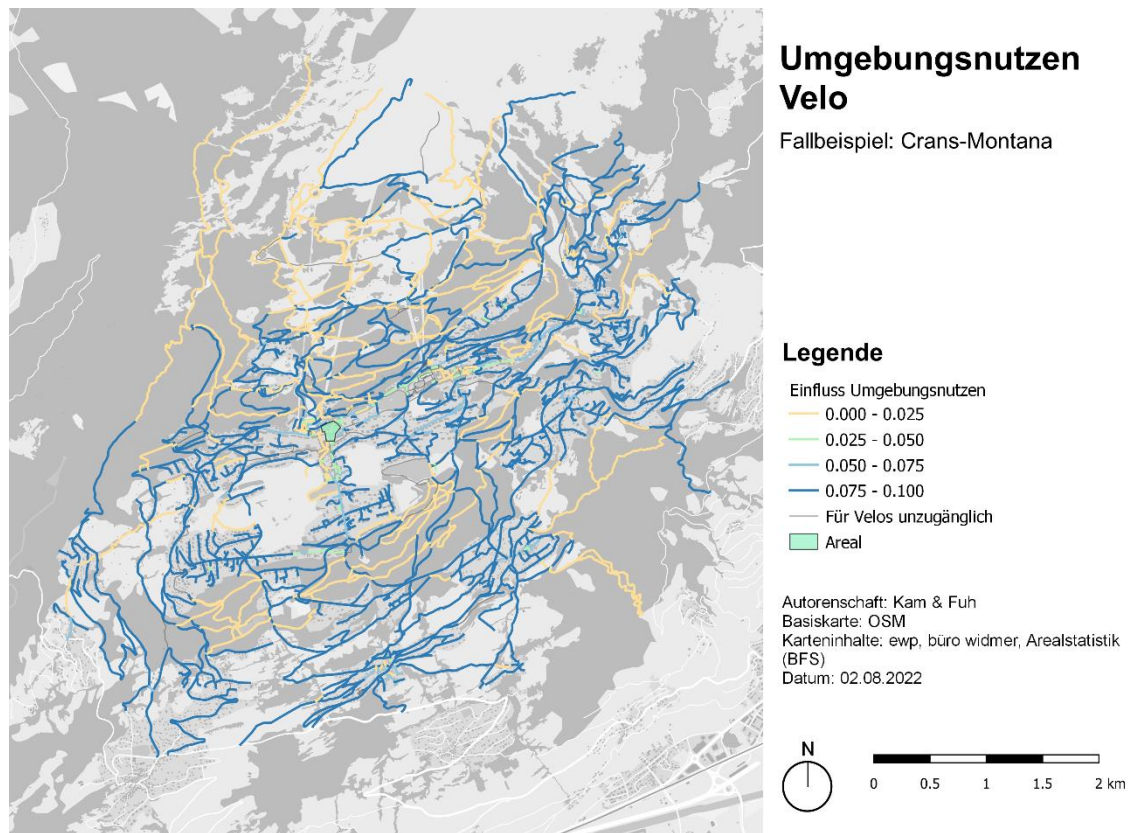 Umgebungsnutzen
Velo
Fallbeispiel: Crans-Montana
Legende
Einfluss Umgebungsnutzen
0.000 - 0.025
0.025 - 0.050
0.050 - 0.075
0.075 - 0.100
Für Velos unzugänglich
Areal
Autorenschaft: Kam & Fuh
Basiskarte: OSM
Karteninhalte: ewp, büro widmer, Arealstatistik
(BFS)
Datum: 02.08.2022
N
0 0.5 1 1.5 2 km